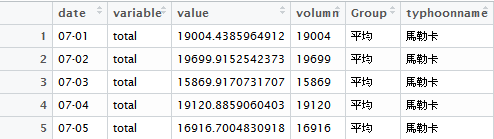 date variable value volumn Group typhoonname
1 07-01 total 19004.4385964912 19004 平均 馬勒卡
2 07-02 total 19699.9152542373 19699 平均 馬勒卡
3 07-03 total 15869.9170731707 15869 平均 馬勒卡
4 07-04 total 19120.8859060403 19120 平均 馬勒卡
5 07-05 total 16916.7004830918 16916 平均 馬勒卡